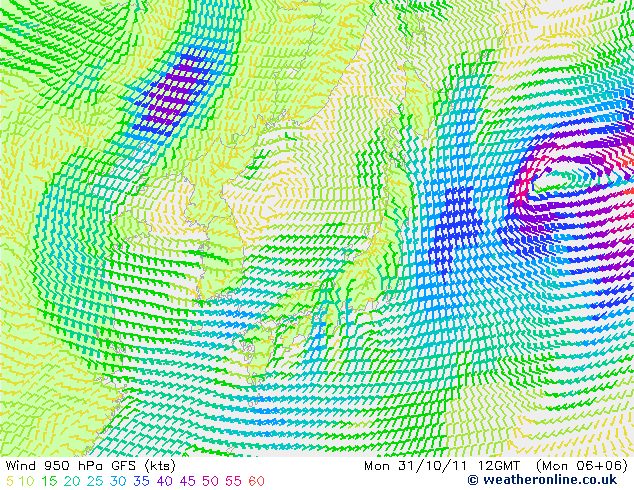 Wind 950 hPa GFS (kts) Mon 31/10/11 12GMT (Mon 06+06)
5 10 15 20 25 30 35 40 45 50 55 60 © weatheronline.co.uk